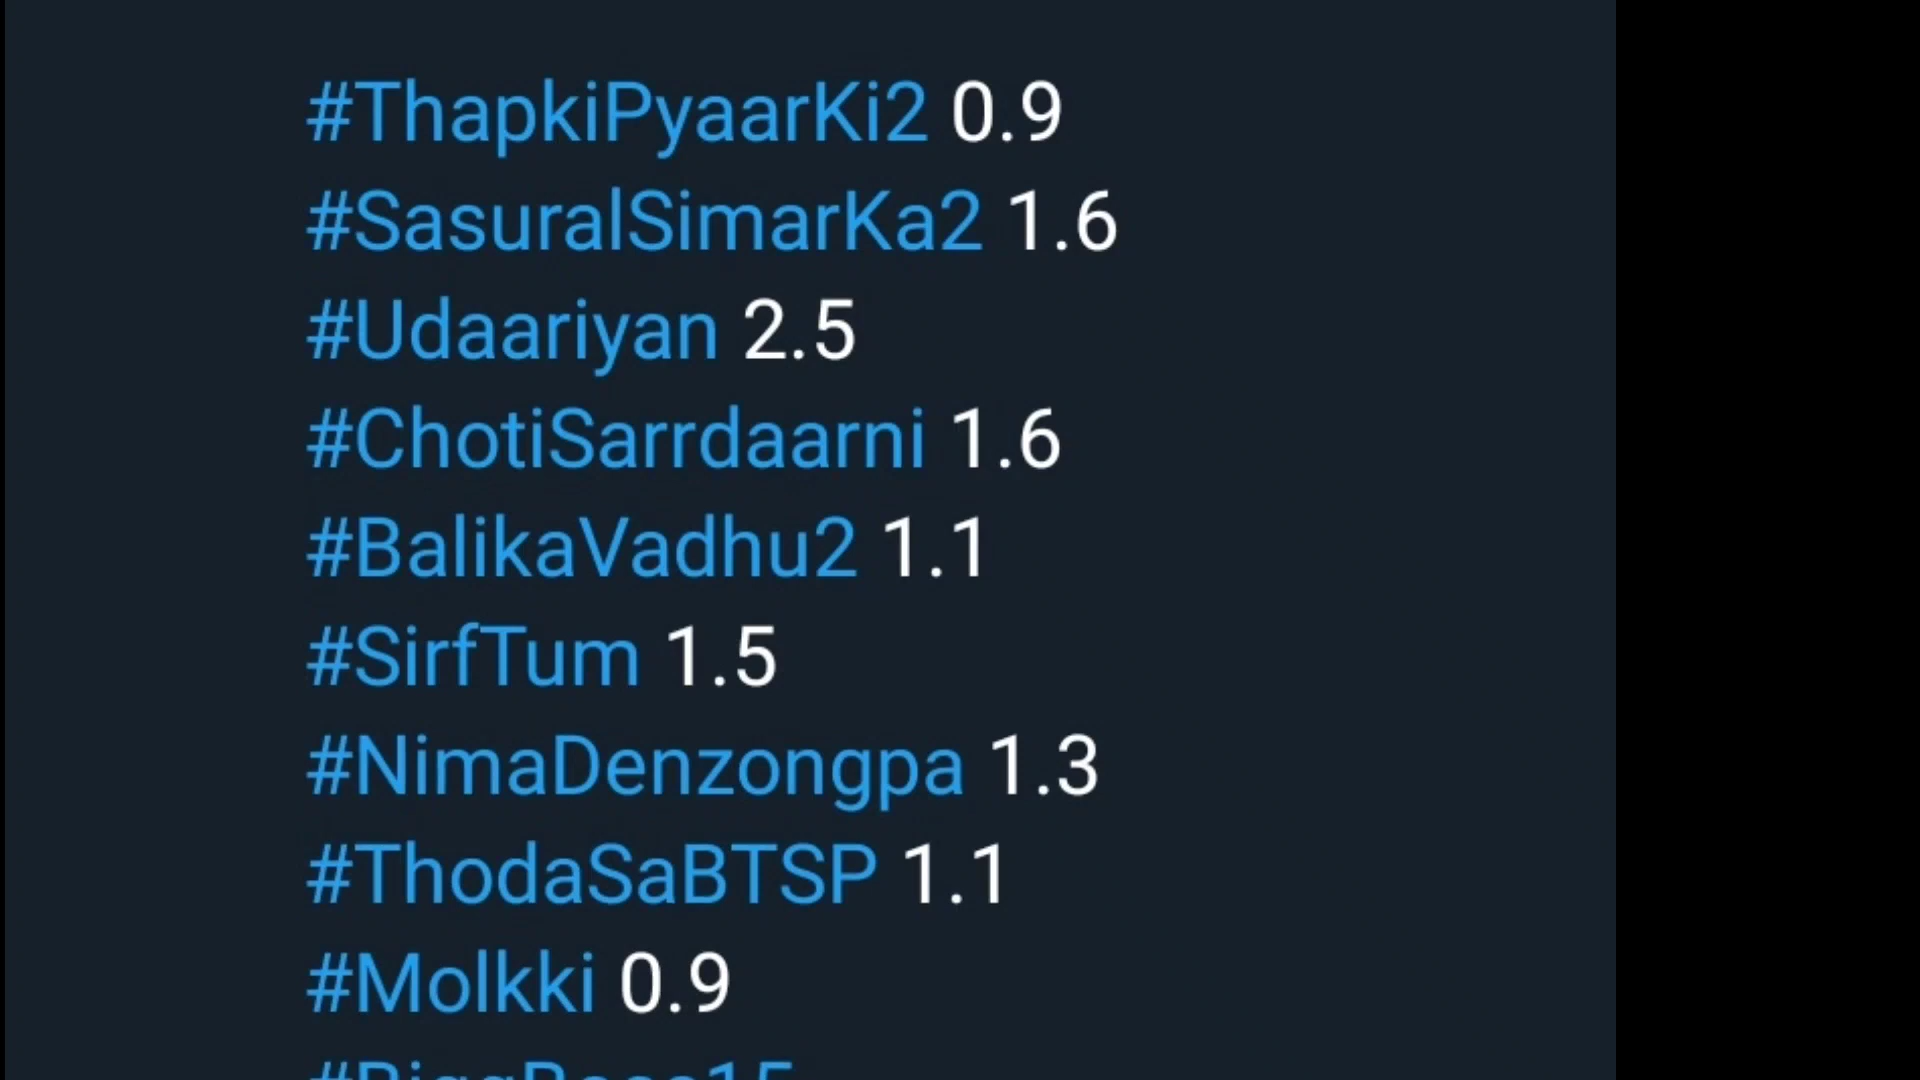 #ThapkiPyaarKi2 0.9
#SasuralSimarKa2 1.6
#Udaariyan 2.5
#ChotiSarrdaarni 1.6
#BalikaVadhu2 1.1
#SirfTum 1.5
#NimaDenzongpa 1.3
#ThodaSaBTSP 1.1
#Molkki 0.9
#BiggBoss15